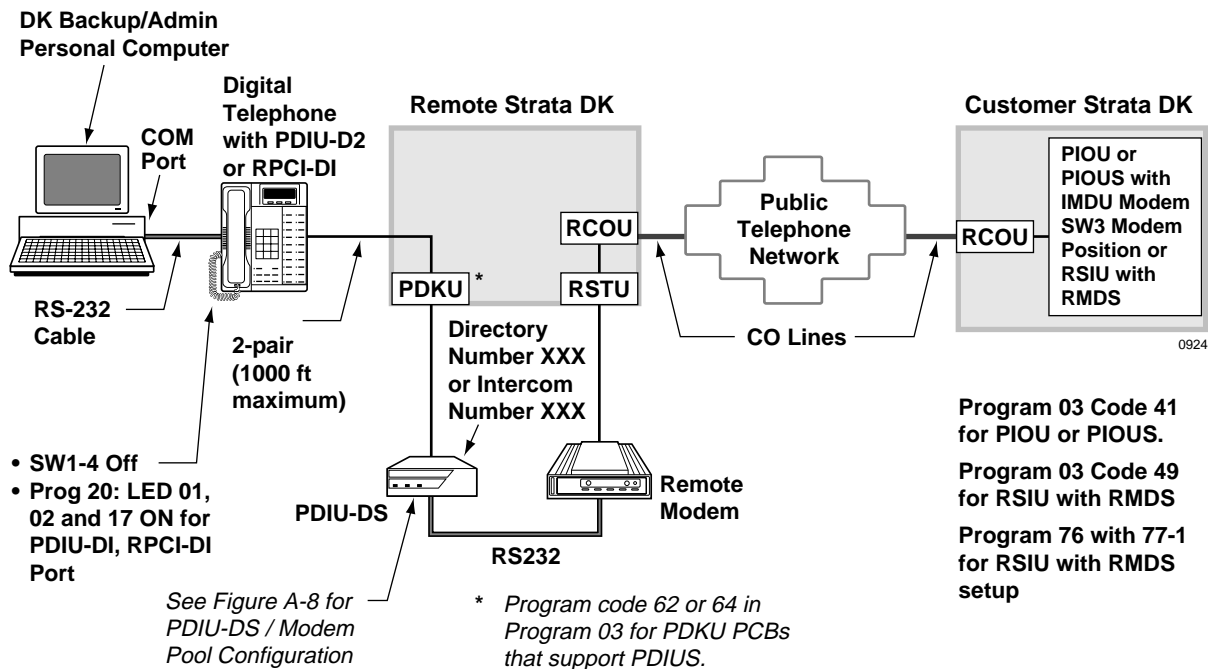 DK Backup/Admin
Personal Computer
Digital
Telephone
with PDIU-D2
or RPCI-DI
COM
Port
RS-232
Cable
2-pair
(1000 ft
maximum)
• SW1-4 Off
• Prog 20: LED 01,
02 and 17 ON for
PDIU-DI, RPCI-DI
Port
Remote Strata DK
RCOU
PDKU
*
RSTU
Directory
Number XXX
or Intercom
Number XXX
PDIU-DS
Remote
Modem
RS232
See Figure A-8 for
PDIU-DS / Modem
Pool Configuration
* Program code 62 or 64 in
Program 03 for PDKU PCBs
that support PDIUS.
Public
Telephone
Network
CO Lines
Customer Strata DK
RCOU
PIOU or
PIOUS with
IMDU Modem
SW3 Modem
Position or
RSIU with
RMDS
0924
Program 03 Code 41
for PIOU or PIOUS.
Program 03 Code 49
for RSIU with RMDS
Program 76 with 77-1
for RSIU with RMDS
setup